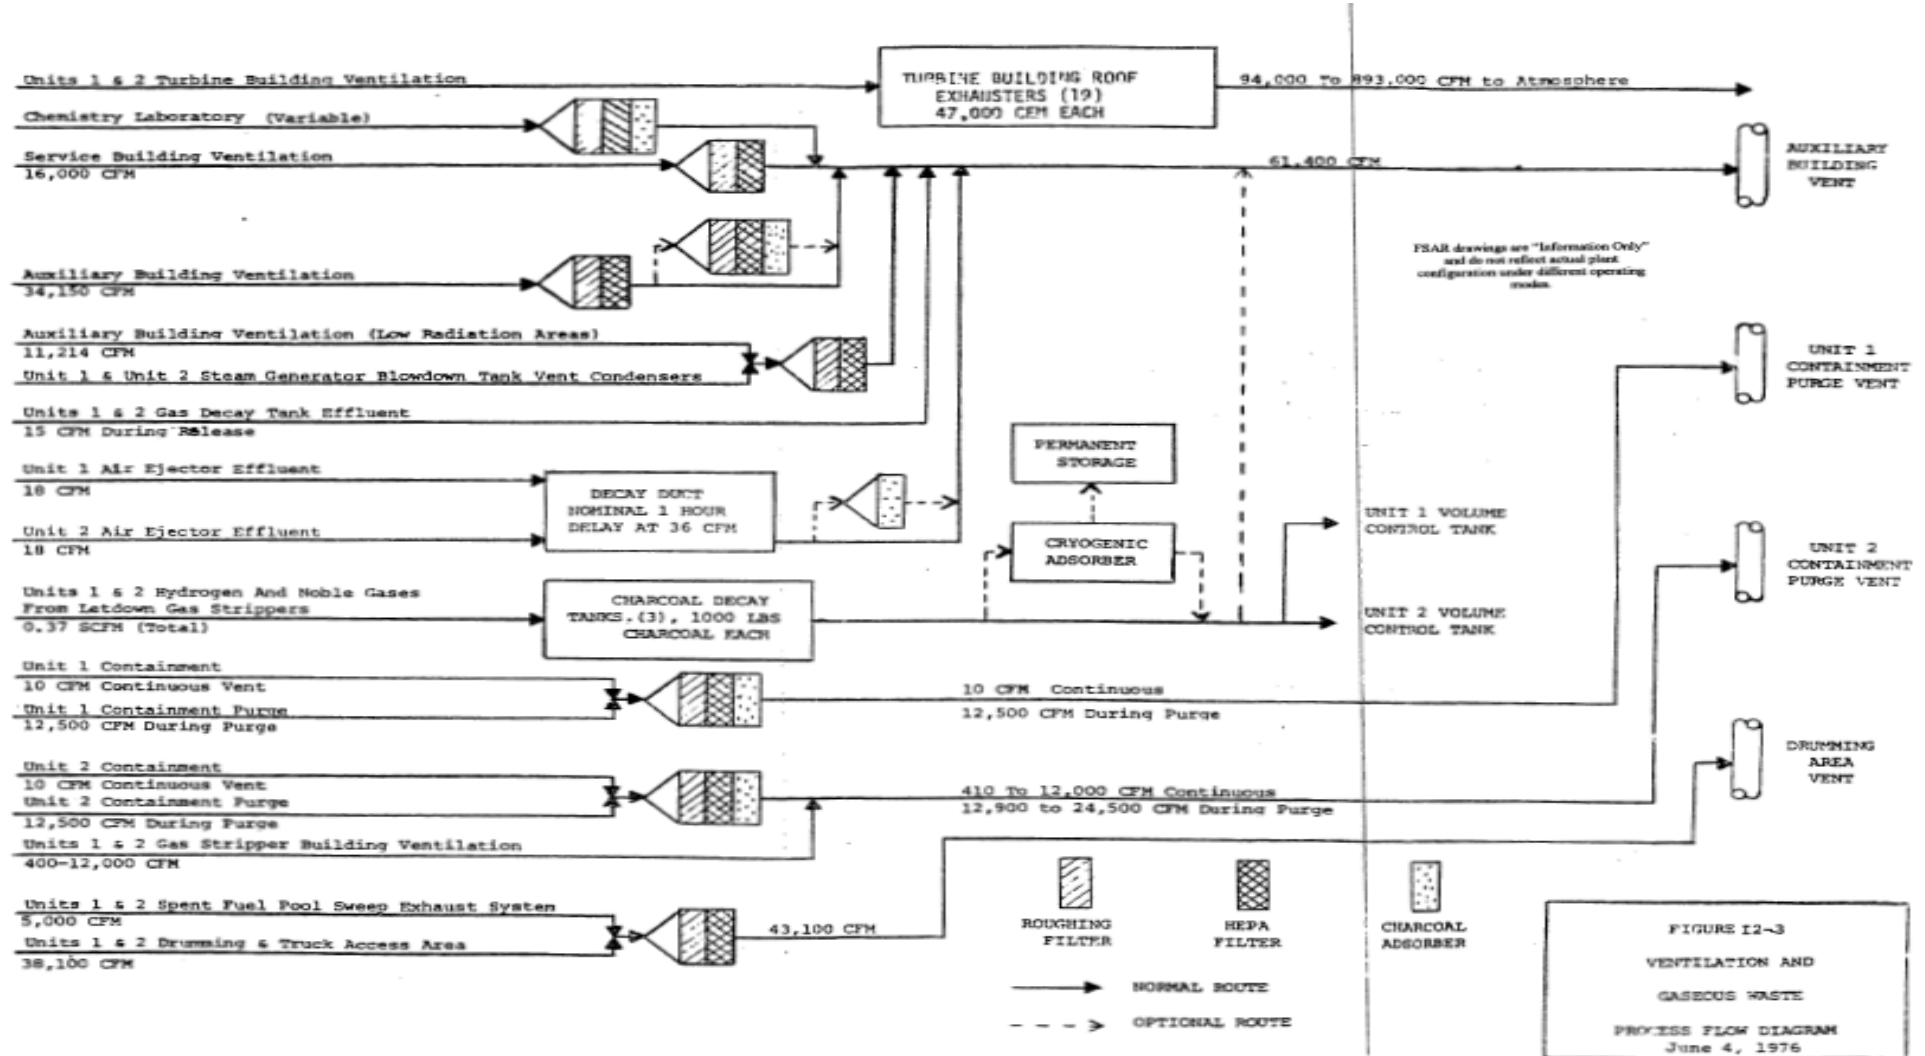 Units 1 & 2 Turbine Building Ventilation
TURBINE BUILDING ROOF
EXHAUSTERS (19)
47,000 CFM EACH
94,000 To 893,000 CFM to Atmosphere
Chemistry Laboratory (Variable)
Service Building Ventilation
16,000 CFM
61,400 CFM
AUXILIARY
BUILDING
VENT
FSAR drawings are "Information Only"
and do not reflect actual plant
configuration under different operating
modes.
Auxiliary Building Ventilation
34,150 CFM
Auxiliary Building Ventilation (Low Radiation Areas)
11,214 CFM
Unit 1 & Unit 2 Steam Generator Blowdown Tank Vent Condensers
UNIT 1
CONTAINMENT
PURGE VENT
Units 1 & 2 Gas Decay Tank Effluent
15 CFM During Release
Unit 1 Air Ejector Effluent
18 CFM
Unit 2 Air Ejector Effluent
18 CFM
DECAY DUCT
NOMINAL 1 HOUR
DELAY AT 36 CFM
PERMANENT
STORAGE
CRYOGENIC
ADSORBER
UNIT 1 VOLUME
CONTROL TANK
UNIT 2
CONTAINMENT
PURGE VENT
Units 1 & 2 Hydrogen And Noble Gases
From Letdown Gas Strippers
0.37 SCFM (Total)
CHARCOAL DECAY
TANKS.(3), 1000 LBS
CHARCOAL EACH
UNIT 2 VOLUME
CONTROL TANK
Unit 1 Containment
10 CFM Continuous Vent
Unit 1 Containment Purge
12,500 CFM During Purge
10 CFM Continuous
12,500 CFM During Purge
Unit 2 Containment
10 CFM Continuous Vent
Unit 2 Containment Purge
12,500 CFM During Purge
410 To 12,000 CFM Continuous
12,900 to 24,500 CFM During Purge
DRUMMING
AREA
VENT
Units 1 & 2 Gas Stripper Building Ventilation
400-12,000 CFM
Units 1 & 2 Spent Fuel Pool Sweep Exhaust System
5,000 CFM
Units 1 & 2 Drumming & Truck Access Area
38,100 CFM
43,100 CFM
ROUGHING
FILTER
HEPA
FILTER
CHARCOAL
ADSORBER
NORMAL ROUTE
OPTIONAL ROUTE
FIGURE I2-3
VENTILATION AND
GASEOUS WASTE
PROCESS FLOW DIAGRAM
June 4, 1976